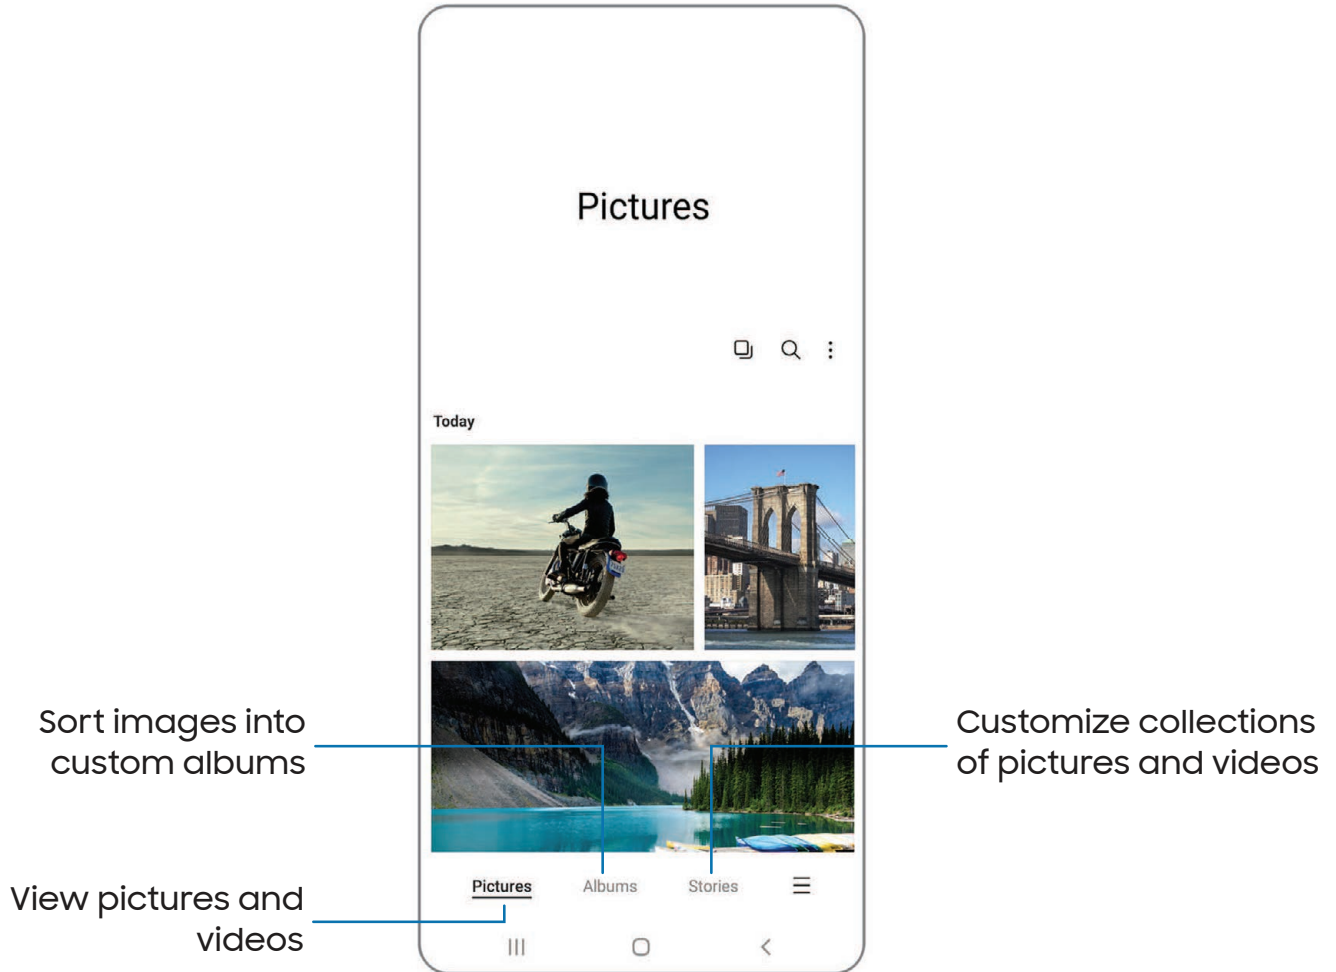 Pictures
Today
Sort images into
custom albums
Customize collections
of pictures and videos
Pictures
Albums
Stories
View pictures and
videos